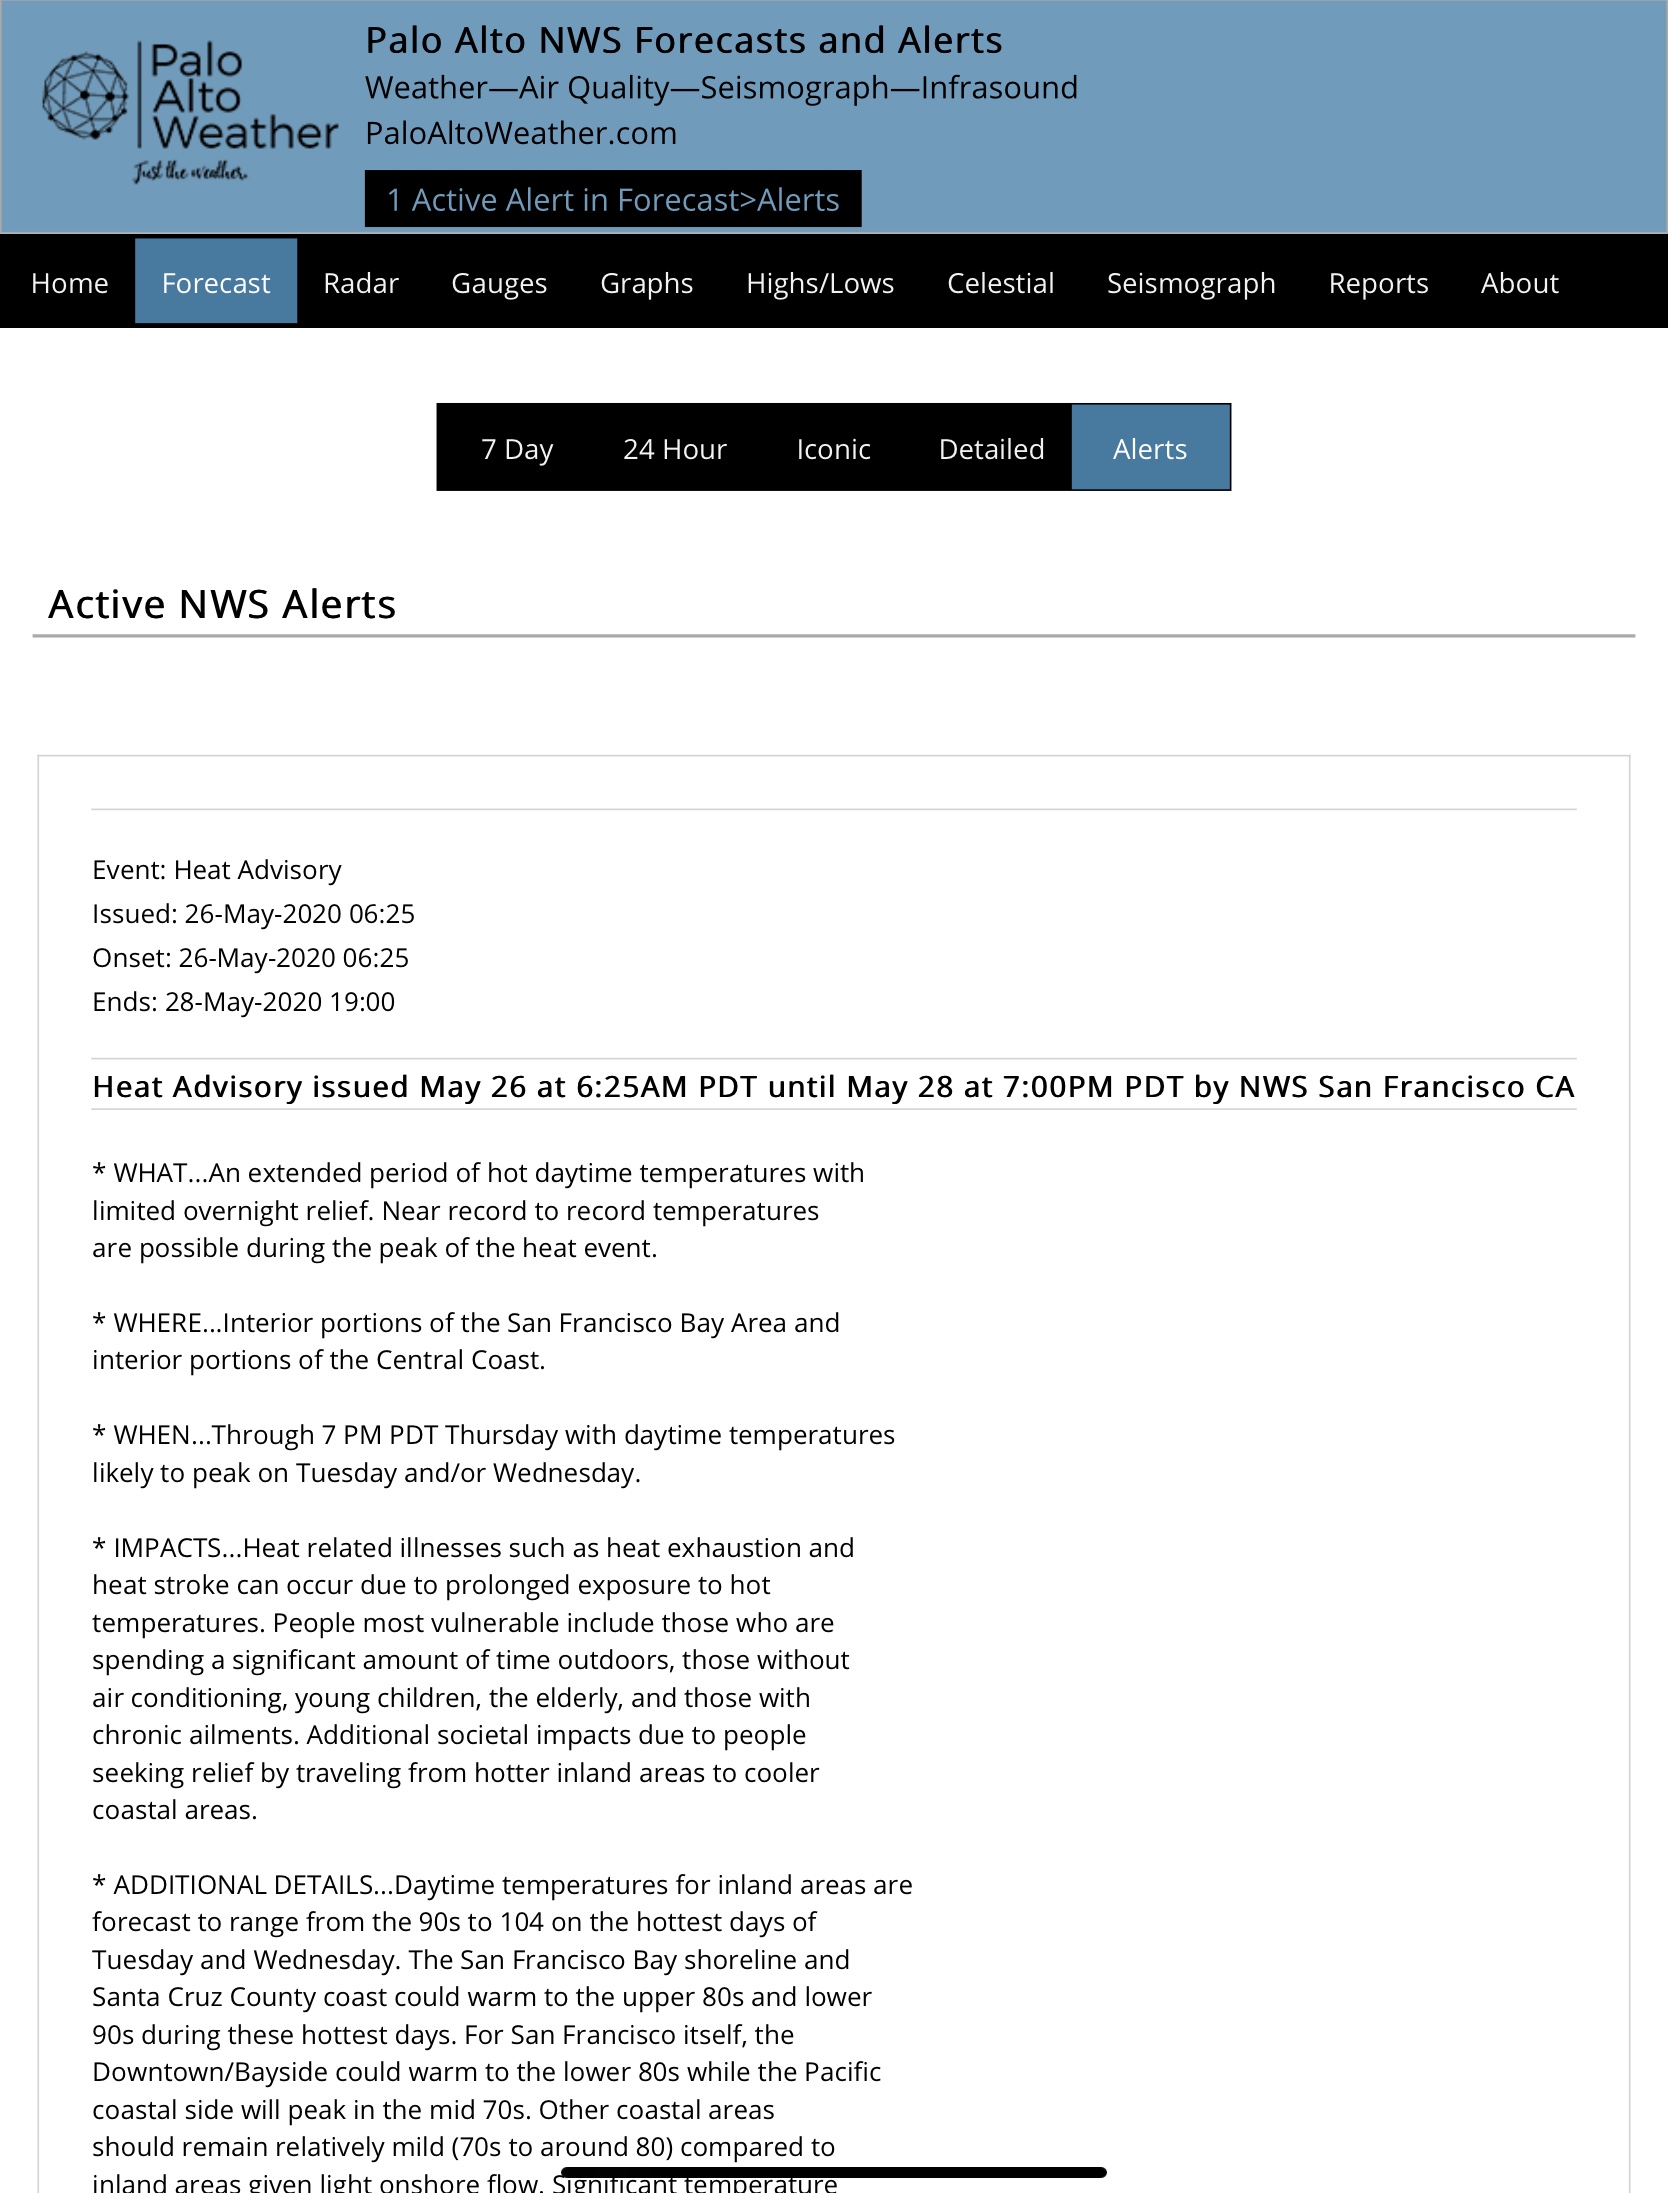 Palo
Alto
Weather
Just the weather.
Palo Alto NWS Forecasts and Alerts
Weather—Air Quality—Seismograph—Infrasound
PaloAltoWeather.com
1 Active Alert in Forecast>Alerts
Home Forecast Radar Gauges Graphs Highs/Lows Celestial Seismograph Reports About
7 Day 24 Hour Iconic Detailed Alerts
Active NWS Alerts
Event: Heat Advisory
Issued: 26-May-2020 06:25
Onset: 26-May-2020 06:25
Ends: 28-May-2020 19:00
Heat Advisory issued May 26 at 6:25AM PDT until May 28 at 7:00PM PDT by NWS San Francisco CA
* WHAT...An extended period of hot daytime temperatures with
limited overnight relief. Near record to record temperatures
are possible during the peak of the heat event.
* WHERE...Interior portions of the San Francisco Bay Area and
interior portions of the Central Coast.
* WHEN...Through 7 PM PDT Thursday with daytime temperatures
likely to peak on Tuesday and/or Wednesday.
* IMPACTS...Heat related illnesses such as heat exhaustion and
heat stroke can occur due to prolonged exposure to hot
temperatures. People most vulnerable include those who are
spending a significant amount of time outdoors, those without
air conditioning, young children, the elderly, and those with
chronic ailments. Additional societal impacts due to people
seeking relief by traveling from hotter inland areas to cooler
coastal areas.
* ADDITIONAL DETAILS...Daytime temperatures for inland areas are
forecast to range from the 90s to 104 on the hottest days of
Tuesday and Wednesday. The San Francisco Bay shoreline and
Santa Cruz County coast could warm to the upper 80s and lower
90s during these hottest days. For San Francisco itself, the
Downtown/Bayside could warm to the lower 80s while the Pacific
coastal side will peak in the mid 70s. Other coastal areas
should remain relatively mild (70s to around 80) compared to
inland areas given light onshore flow. Significant temperature